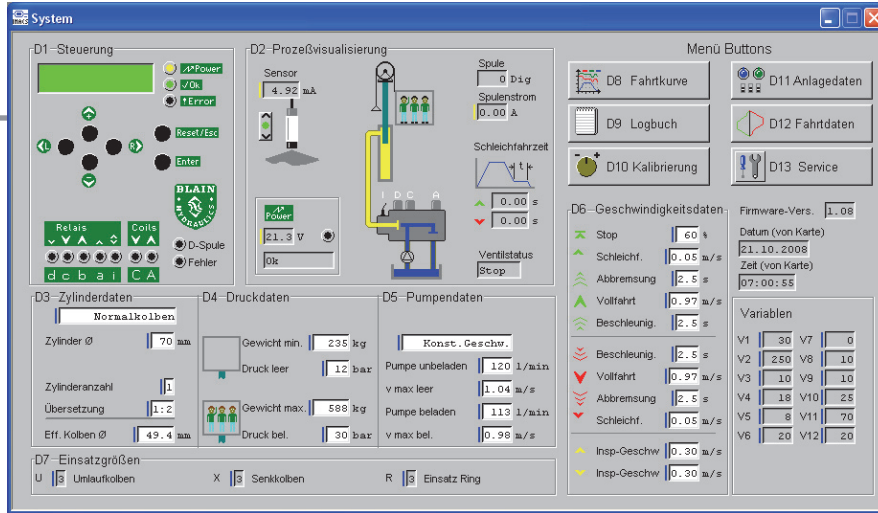 System
D1-Steuerung
Power
Ok
Error
L
R
Reset/Esc
Enter
BLAIN
HYDRAULICS
Relais
Coils
d c b a i
C A
D-Spule
Fehler
D2-Prozeßvisualisierung
Sensor
4.92 mA
Power
21.3 V
Ok
I D C A
Spule
0 Dig
Spulenstrom
0.00 A
Schleichfahrzeit
t
0.00 s
0.00 s
Ventilstatus
Stop
Menü Buttons
D8 Fahrtkurve
D11 Anlagedaten
D9 Logbuch
D12 Fahrtdaten
D10 Kalibrierung
D13 Service
D3-Zylinderdaten
Normalkolben
Zylinder Ø 70 mm
Zylinderanzahl 1
Übersetzung 1:2
Eff. Kolben Ø 49.4 mm
D4-Druckdaten
Gewicht min. 235 kg
Druck leer 12 bar
Gewicht max. 588 kg
Druck bel. 30 bar
D5-Pumpendaten
Konst.Geschw.
Pumpe unbeladen 120 l/min
v max leer 1.04 m/s
Pumpe beladen 113 l/min
v max bel. 0.98 m/s
D6-Geschwindigkeitsdaten
Stop 60 %
Schleichf. 0.05 m/s
Abbremsung 2.5 s
Vollfahrt 0.97 m/s
Beschleunig. 2.5 s
Beschleunig. 2.5 s
Vollfahrt 0.97 m/s
Abbremsung 2.5 s
Schleichf. 0.05 m/s
Insp-Geschw 0.30 m/s
Insp-Geschw 0.30 m/s
Firmware-Vers. 1.08
Datum (von Karte)
21.10.2008
Zeit (von Karte)
07:00:55
Variablen
V1 30 V7 0
V2 250 V8 10
V3 10 V9 10
V4 18 V10 25
V5 8 V11 70
V6 20 V12 20
D7-Einsatzgrößen
U 3 Umlaufkolben X 3 Senkkolben R 3 Einsatz Ring